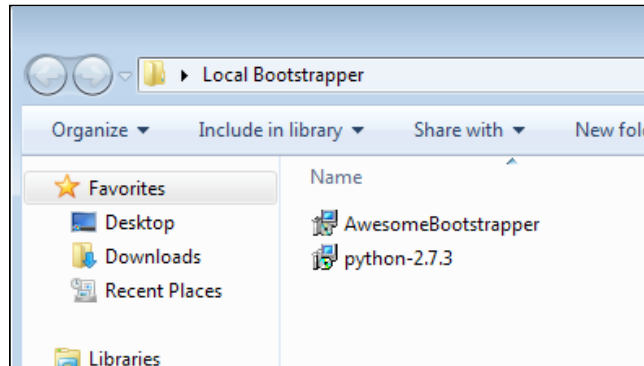 Local Bootstrapper
Organize Include in library Share with New fol
Favorites
Desktop
Downloads
Recent Places
Libraries
Name
AwesomeBootstrapper
python-2.7.3